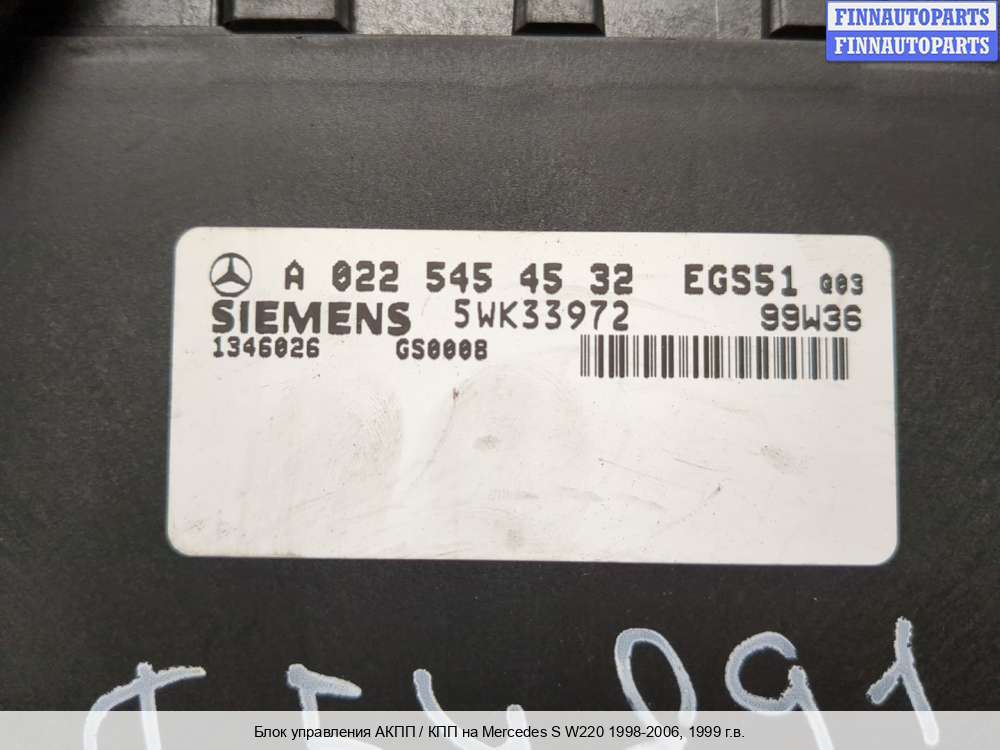 FINNAUTOPARTS
FINNAUTOPARTS
A 022 545 45 32 EGS51 Q03
SIEMENS 5WK33972 99W36
1346026 GS0008
Блок управления АКПП / КПП на Mercedes S W220 1998-2006, 1999 г.в.